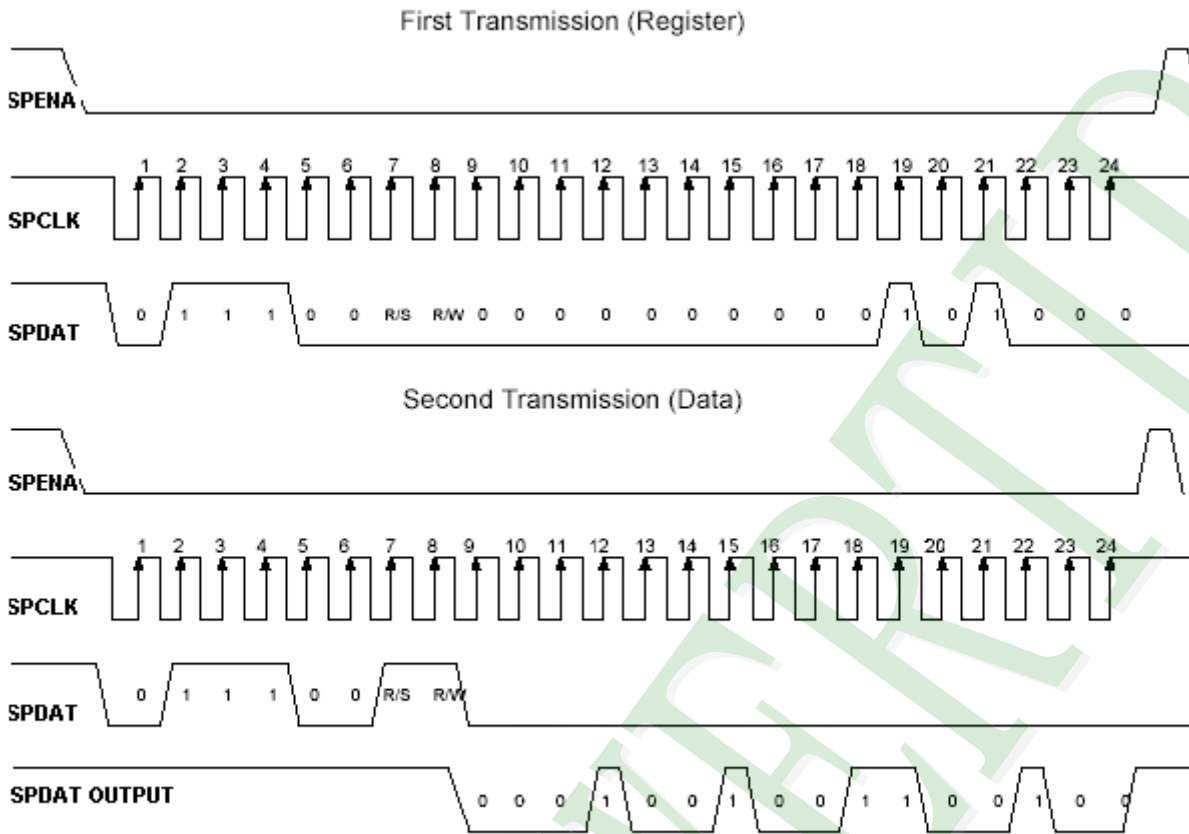 First Transmission (Register)
SPENA
1 2 3 4 5 6 7 8 9 10 11 12 13 14 15 16 17 18 19 20 21 22 23 24
SPCLK
0 1 1 1 0 0 R/S R/W 0 0 0 0 0 0 0 0 0 0 1 0 1 0 0 0
SPDAT
Second Transmission (Data)
SPENA
1 2 3 4 5 6 7 8 9 10 11 12 13 14 15 16 17 18 19 20 21 22 23 24
SPCLK
0 1 1 1 0 0 R/S R/W
SPDAT
SPDAT OUTPUT
0 0 0 1 0 0 1 0 0 1 1 0 0 1 0 0